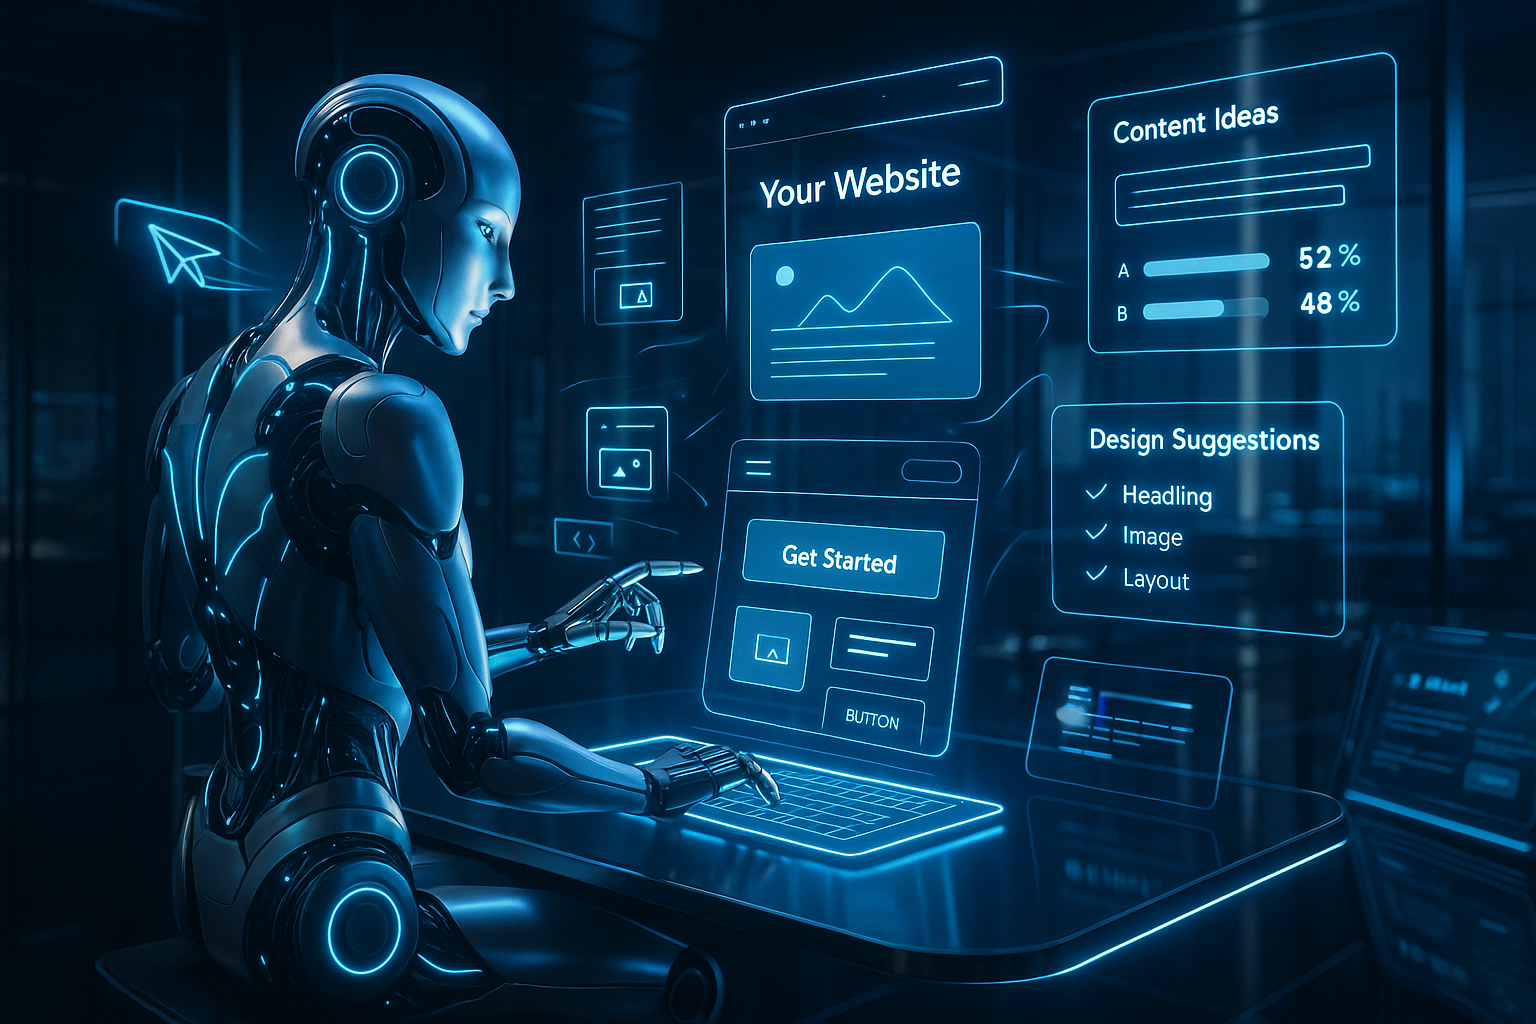 Your Website
Content Ideas
A 52%
B 48%
Design Suggestions
Headling
Image
Layout
Get Started
BUTTON